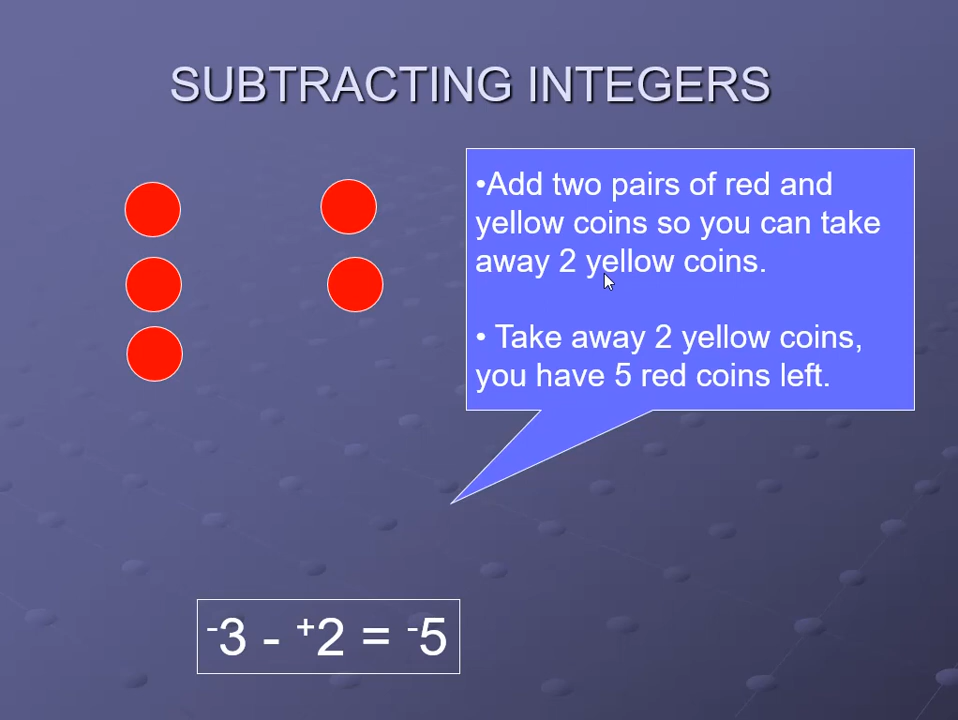 SUBTRACTING INTEGERS
•Add two pairs of red and
yellow coins so you can take
away 2 yellow coins.
• Take away 2 yellow coins,
you have 5 red coins left.
⁻3 - ⁺2 = ⁻5